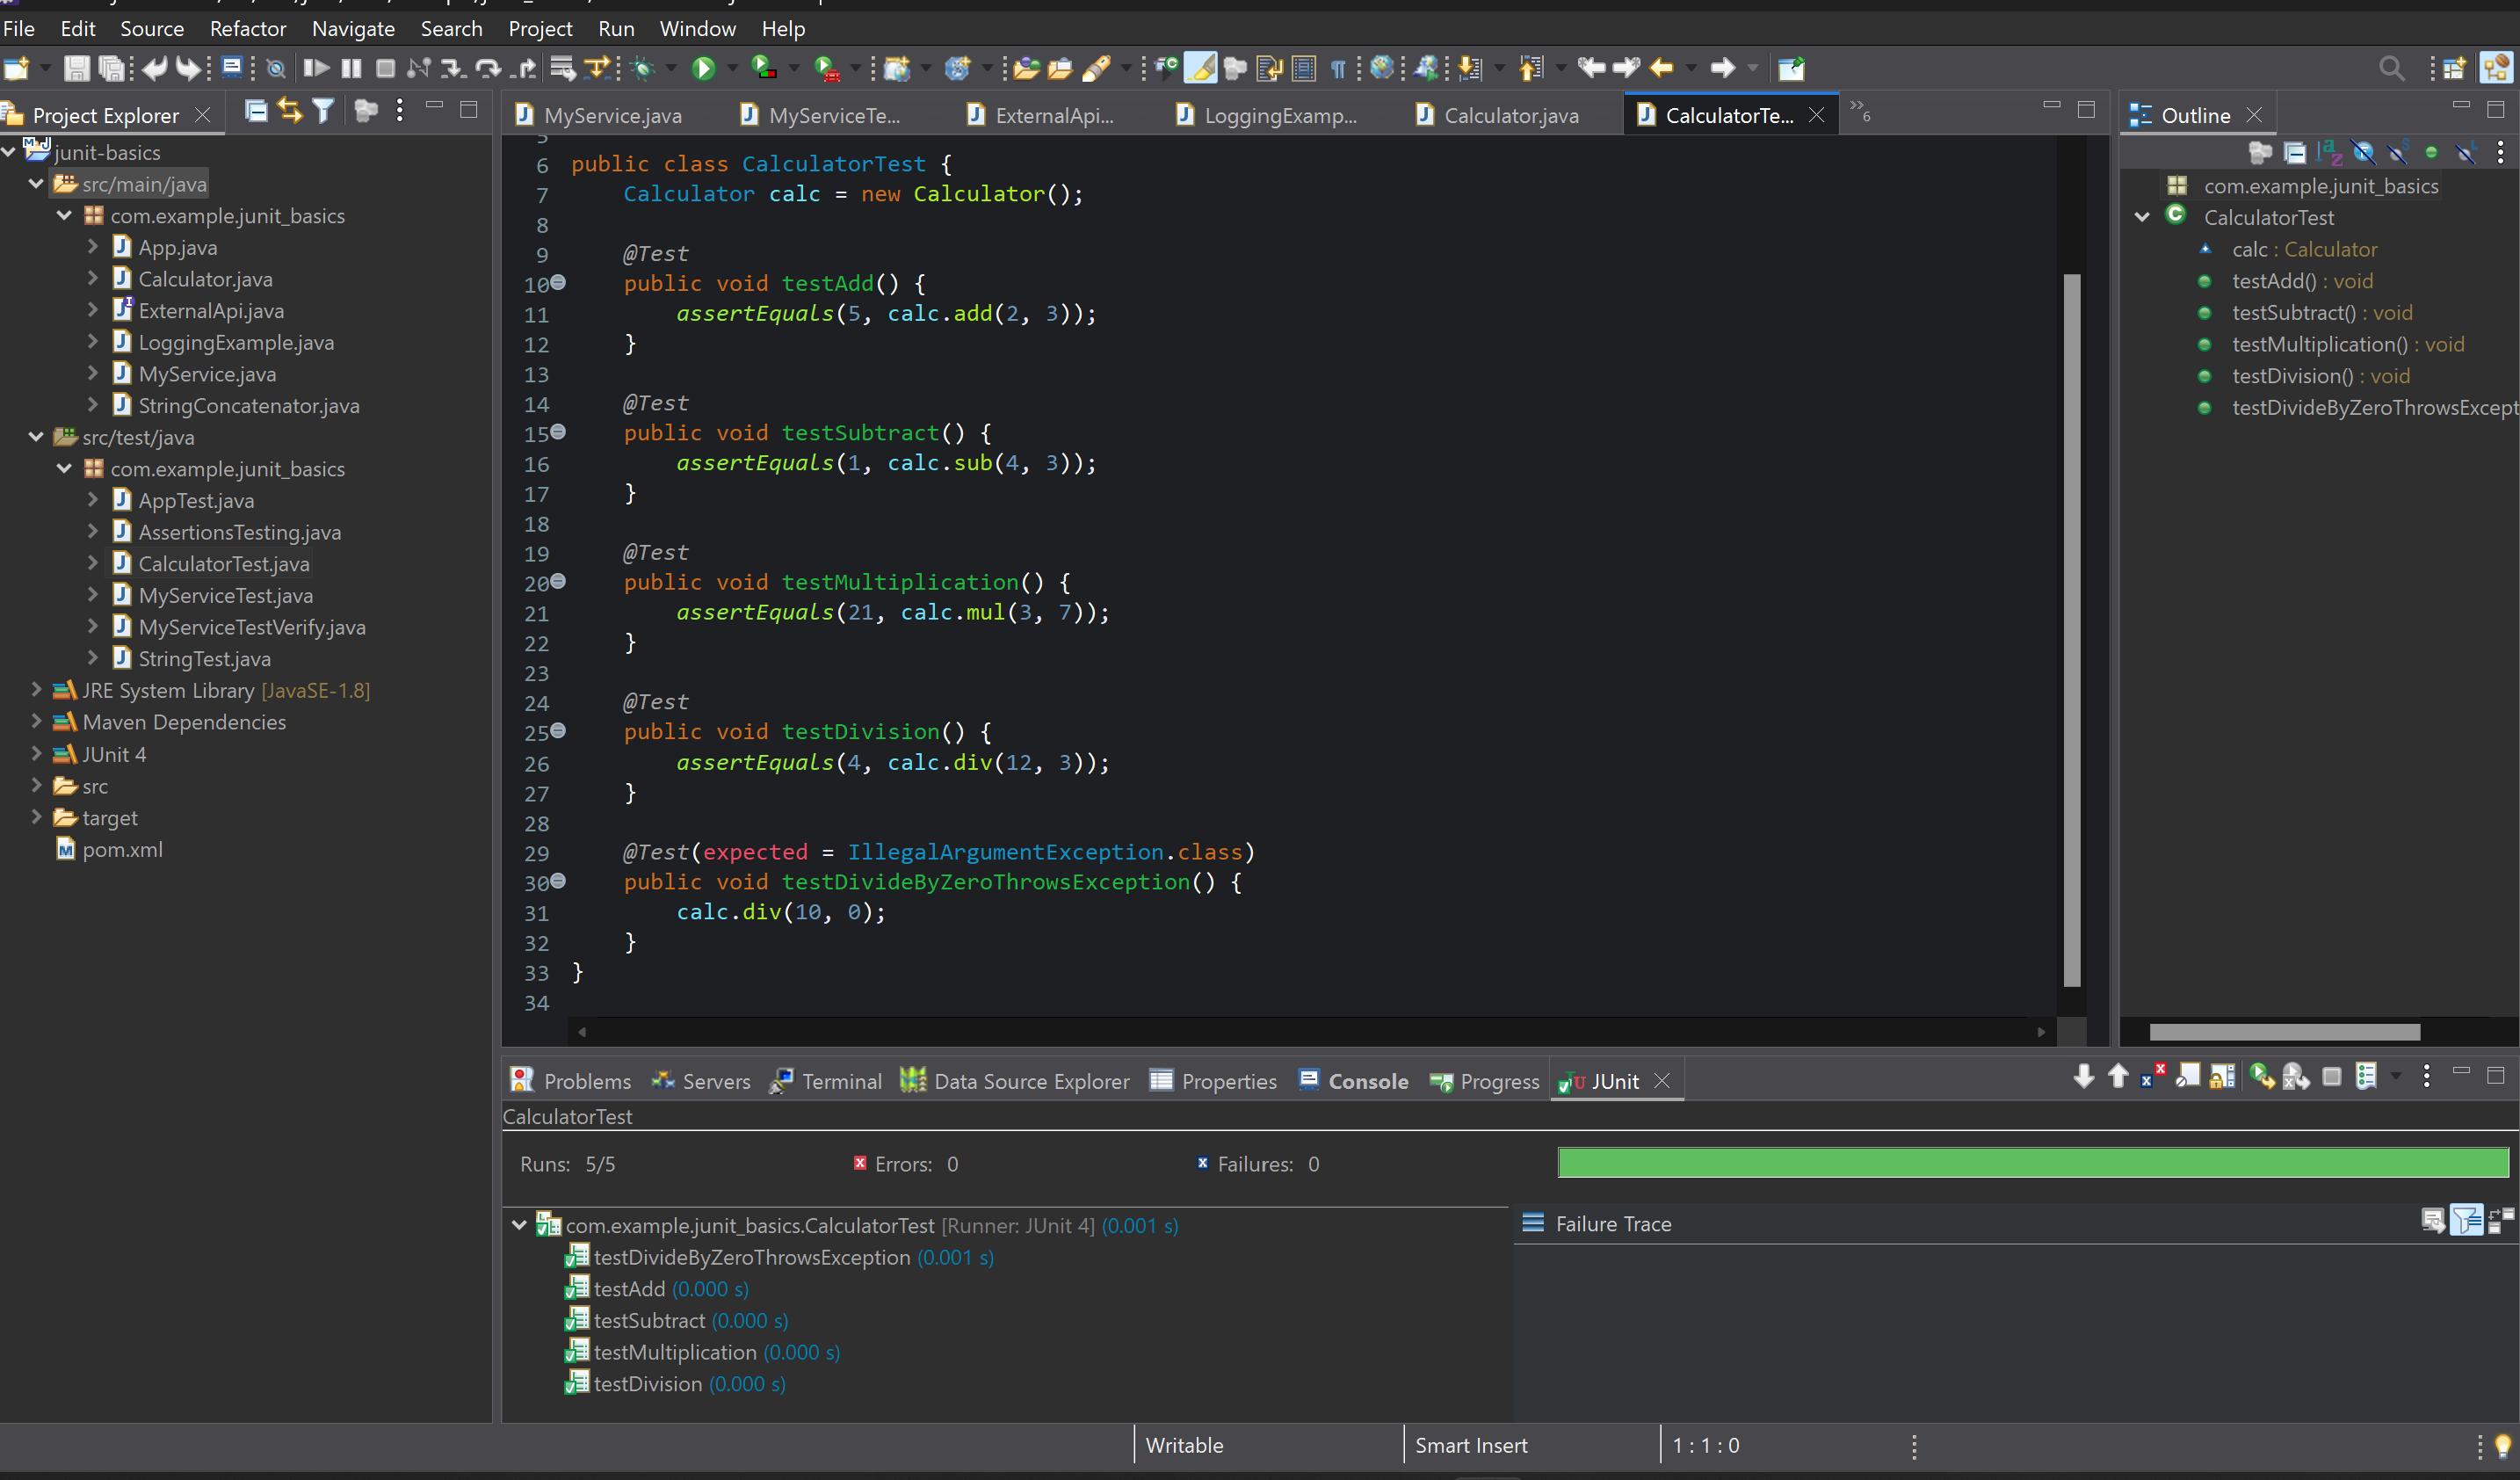 File Edit Source Refactor Navigate Search Project Run Window Help
Project Explorer
junit-basics
src/main/java
com.example.junit_basics
App.java
Calculator.java
ExternalApi.java
LoggingExample.java
MyService.java
StringConcatenator.java
src/test/java
com.example.junit_basics
AppTest.java
AssertionsTesting.java
CalculatorTest.java
MyServiceTest.java
MyServiceTestVerify.java
StringTest.java
JRE System Library [JavaSE-1.8]
Maven Dependencies
JUnit 4
src
target
pom.xml
MyService.java MyServiceTe... ExternalApi... LoggingExamp... Calculator.java CalculatorTe... 6
5
6 public class CalculatorTest {
7 Calculator calc = new Calculator();
8
9 @Test
10 public void testAdd() {
11 assertEquals(5, calc.add(2, 3));
12 }
13
14 @Test
15 public void testSubtract() {
16 assertEquals(1, calc.sub(4, 3));
17 }
18
19 @Test
20 public void testMultiplication() {
21 assertEquals(21, calc.mul(3, 7));
22 }
23
24 @Test
25 public void testDivision() {
26 assertEquals(4, calc.div(12, 3));
27 }
28
29 @Test(expected = IllegalArgumentException.class)
30 public void testDivideByZeroThrowsException() {
31 calc.div(10, 0);
32 }
33 }
34
Outline
com.example.junit_basics
CalculatorTest
calc : Calculator
testAdd() : void
testSubtract() : void
testMultiplication() : void
testDivision() : void
testDivideByZeroThrowsExcept
Problems Servers Terminal Data Source Explorer Properties Console Progress JUnit
CalculatorTest
Runs: 5/5 Errors: 0 Failures: 0
com.example.junit_basics.CalculatorTest [Runner: JUnit 4] (0.001 s)
testDivideByZeroThrowsException (0.001 s)
testAdd (0.000 s)
testSubtract (0.000 s)
testMultiplication (0.000 s)
testDivision (0.000 s)
Failure Trace
Writable Smart Insert 1 : 1 : 0